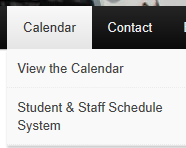 Calendar Contact
View the Calendar
Student & Staff Schedule
System